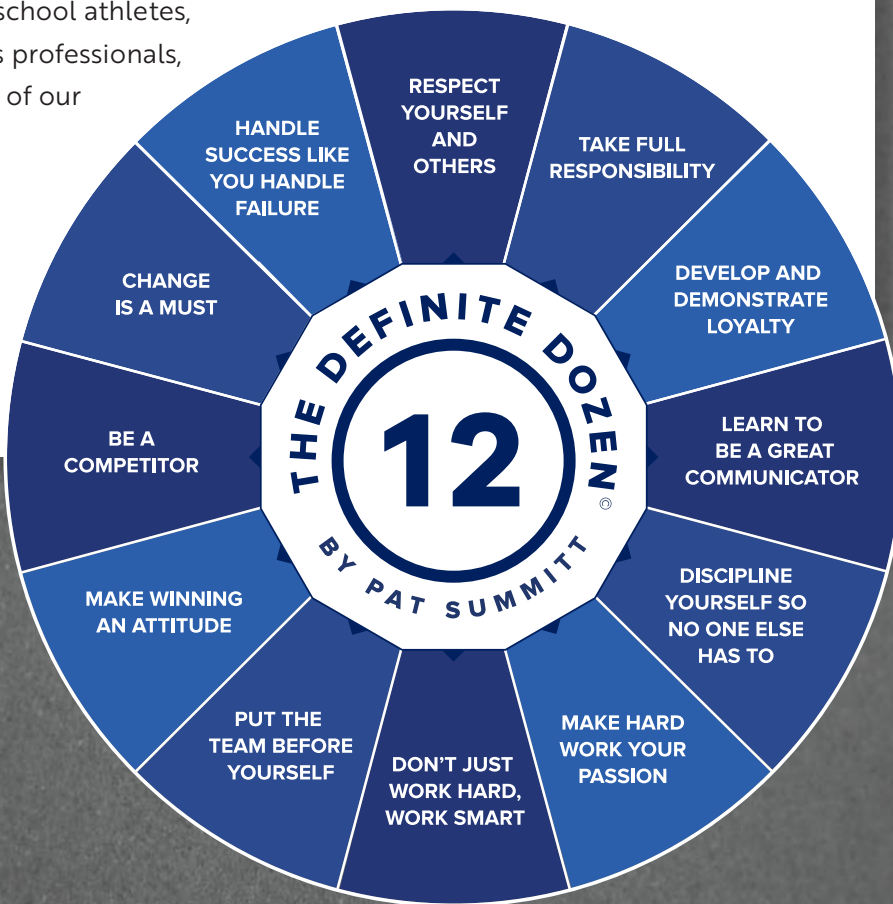 school athletes,
s professionals,
of our
RESPECT
YOURSELF
AND
OTHERS
TAKE FULL
RESPONSIBILITY
DEVELOP AND
DEMONSTRATE
LOYALTY
LEARN TO
BE A GREAT
COMMUNICATOR
DISCIPLINE
YOURSELF SO
NO ONE ELSE
HAS TO
MAKE HARD
WORK YOUR
PASSION
DON'T JUST
WORK HARD,
WORK SMART
PUT THE
TEAM BEFORE
YOURSELF
MAKE WINNING
AN ATTITUDE
BE A
COMPETITOR
CHANGE
IS A MUST
HANDLE
SUCCESS LIKE
YOU HANDLE
FAILURE
THE DEFINITE DOZEN©
12
BY PAT SUMMITT